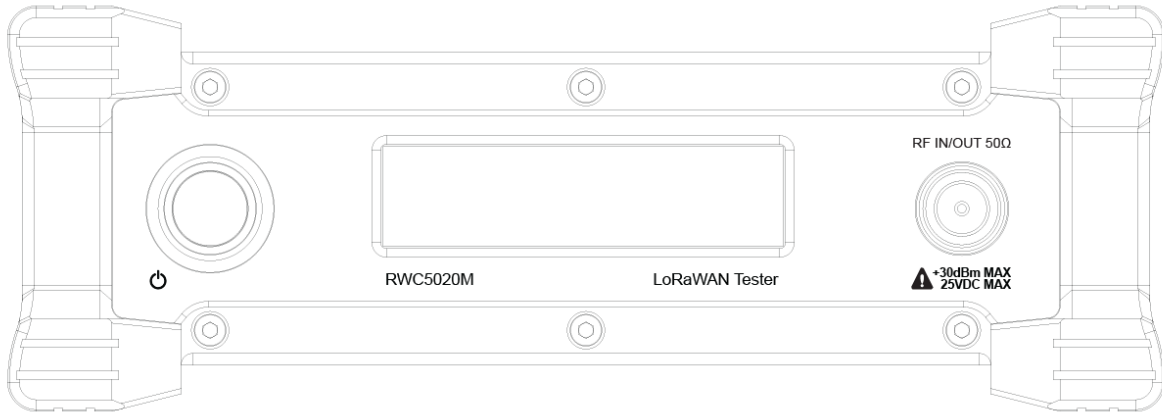 RF IN/OUT 50Ω
RWC5020M
LoRaWAN Tester
+30dBm MAX
25VDC MAX